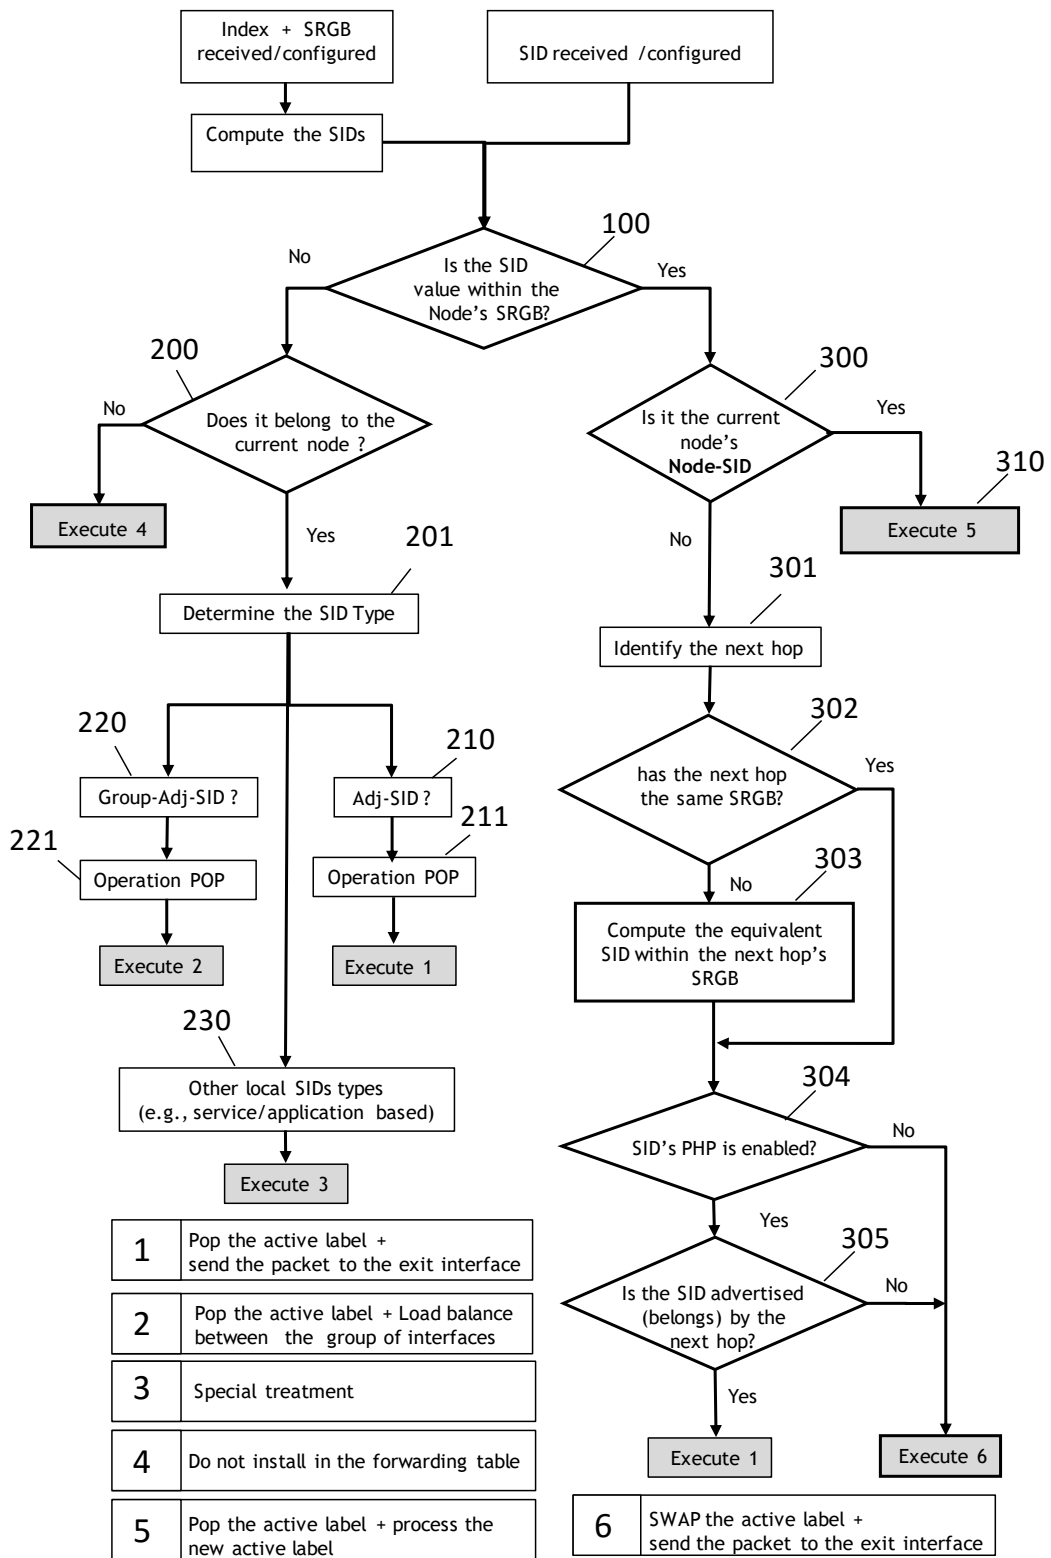 Index + SRGB
received/configured
SID received /configured
Compute the SIDs
100
No
Is the SID
value within the
Node's SRGB?
Yes
200
300
No
Does it belong to the
current node ?
Is it the current
node's
Node-SID
Yes
310
Execute 4
Yes
201
No
Execute 5
301
Determine the SID Type
Identify the next hop
302
220
210
has the next hop
the same SRGB?
Yes
Group-Adj-SID ?
Adj-SID ?
221
211
303
Operation POP
Operation POP
No
Compute the equivalent
SID within the next hop's
SRGB
Execute 2
Execute 1
230
304
Other local SIDs types
(e.g., service/application based)
SID's PHP is enabled?
No
Execute 3
Yes
305
1
Pop the active label +
send the packet to the exit interface
Is the SID advertised
(belongs) by the
next hop?
No
2
Pop the active label + Load balance
between the group of interfaces
3
Special treatment
Yes
4
Do not install in the forwarding table
Execute 1
Execute 6
5
Pop the active label + process the
new active label
6
SWAP the active label +
send the packet to the exit interface